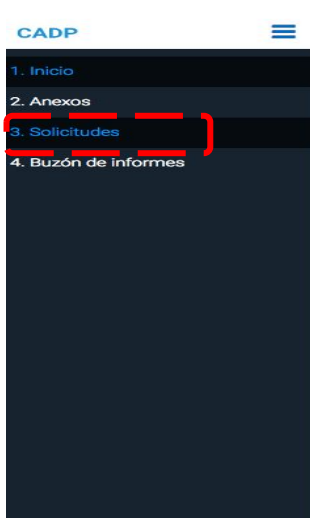 CADP
1. Inicio
2. Anexos
3. Solicitudes
4. Buzón de informes